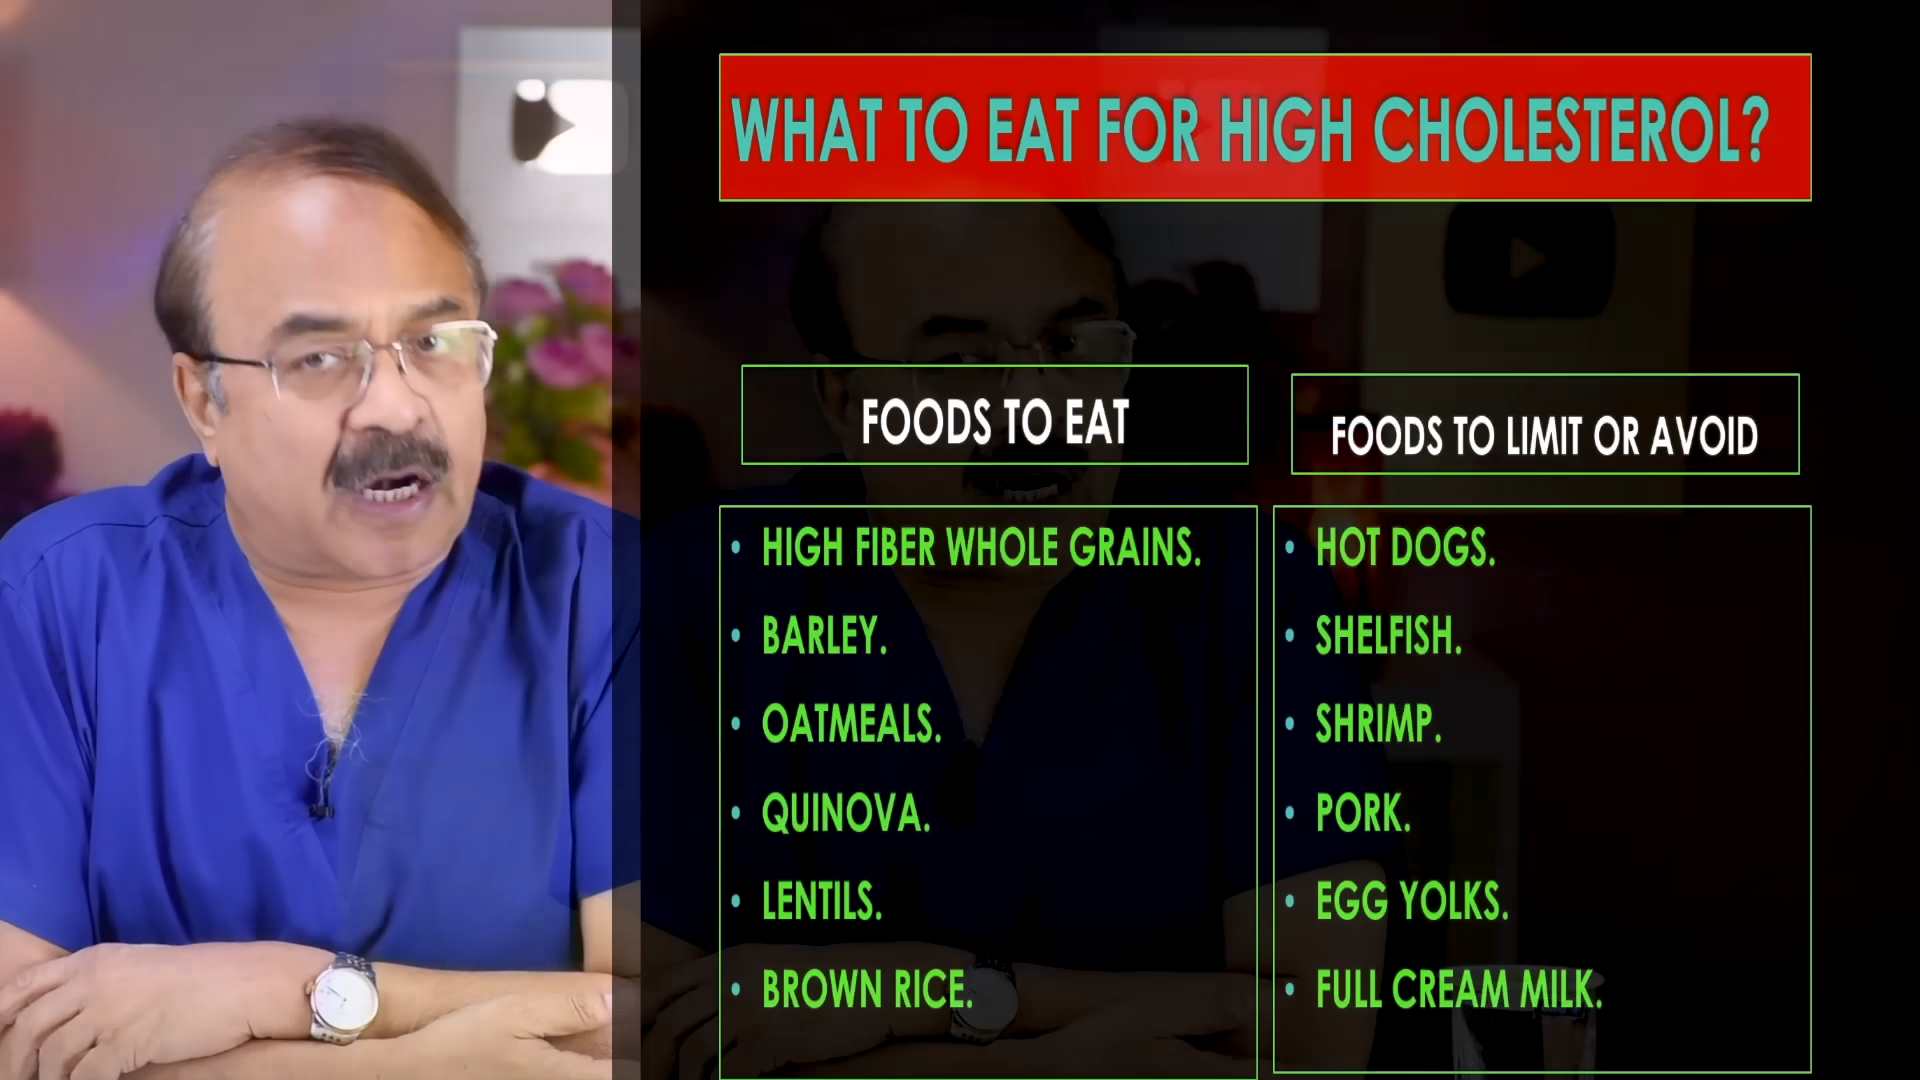 WHAT TO EAT FOR HIGH CHOLESTEROL?
FOODS TO EAT
• HIGH FIBER WHOLE GRAINS.
• BARLEY.
• OATMEALS.
• QUINOVA.
• LENTILS.
• BROWN RICE.
FOODS TO LIMIT OR AVOID
• HOT DOGS.
• SHELFISH.
• SHRIMP.
• PORK.
• EGG YOLKS.
• FULL CREAM MILK.